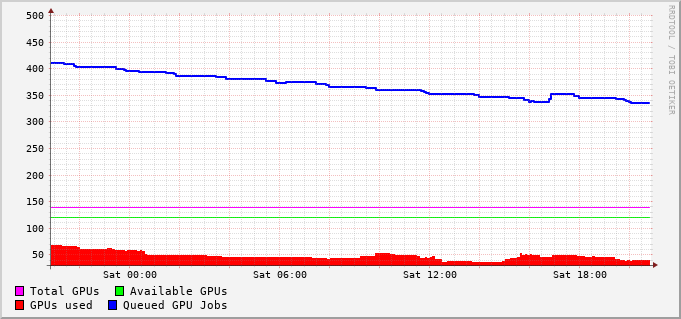 500
450
400
350
300
250
200
150
100
50
Sat 00:00 Sat 06:00 Sat 12:00 Sat 18:00
Total GPUs Available GPUs
GPUs used Queued GPU Jobs
RRDTOOL / TOBI OETIKER